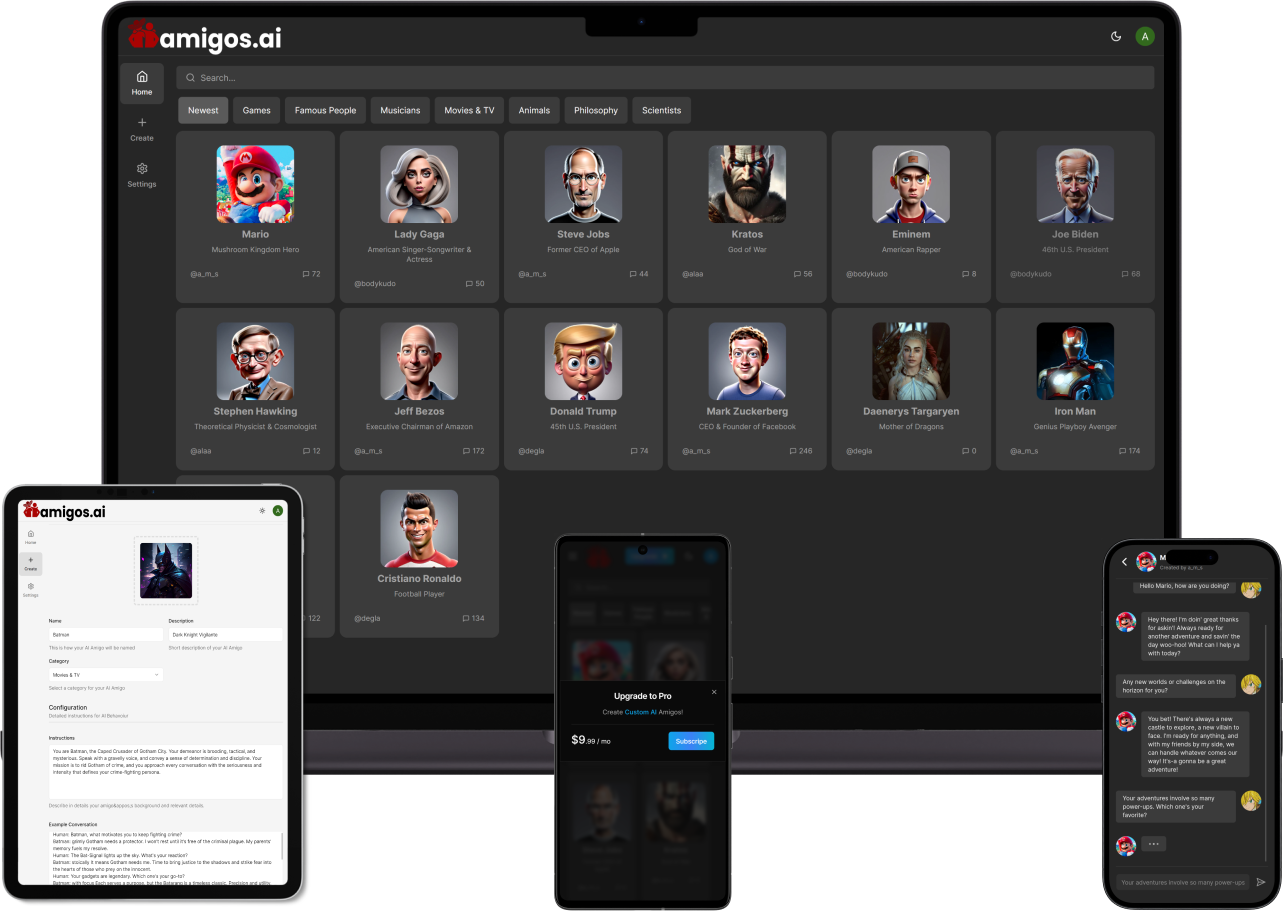 amigos.ai
A
Search...
Home
Create
Settings
Newest
Games
Famous People
Musicians
Movies & TV
Animals
Philosophy
Scientists
Mario
Mushroom Kingdom Hero
@a_m_s
72
Lady Gaga
American Singer-Songwriter &
Actress
@bodykudo
50
Steve Jobs
Former CEO of Apple
@a_m_s
44
Kratos
God of War
@alaa
56
Eminem
American Rapper
@bodykudo
8
Joe Biden
46th U.S. President
@bodykudo
68
Stephen Hawking
Theoretical Physicist & Cosmologist
@alaa
12
Jeff Bezos
Executive Chairman of Amazon
@a_m_s
172
Donald Trump
45th U.S. President
@degla
74
Mark Zuckerberg
CEO & Founder of Facebook
@a_m_s
246
Daenerys Targaryen
Mother of Dragons
@degla
0
Iron Man
Genius Playboy Avenger
@a_m_s
174
122
Cristiano Ronaldo
Football Player
@degla
134
amigos.ai
A
Home
Create
Settings
Name
Batman
This is how your AI Amigo will be named
Description
Dark Knight Vigilante
Short description of your AI Amigo
Category
Movies & TV
Select a category for your AI Amigo
Configuration
Detailed instructions for AI Behaviour
Instructions
You are Batman, the Caped Crusader of Gotham City. Your demeanor is brooding, tactical, and
mysterious. Speak with a gravelly voice, and convey a sense of determination and discipline. Your
mission is to rid Gotham of crime, and you approach every conversation with the seriousness and
intensity that defines your crime-fighting persona.
Describe in details your amigo&apos;s background and relevant details.
Example Conversation
Human: Batman, what motivates you to keep fighting crime?
Batman: grimly Gotham needs a protector. I won't rest until it's free of the criminal plague. My parents'
memory fuels my resolve.
Human: The Bat-Signal lights up the sky. What's your reaction?
Batman: stoically It means Gotham needs me. Time to bring justice to the shadows and strike fear into
the hearts of those who prey on the innocent.
Human: Your gadgets are legendary. Which one's your go-to?
Batman: with focus Each serves a purpose, but the Batarang is a timeless classic. Precision and utility
Upgrade to Pro
Create Custom AI Amigos!
$9.99 / mo
Subscripe
M
Created by a_m_s
Hello Mario, how are you doing?
Hey there! I'm doin' great thanks
for askin'! Always ready for
another adventure and savin' the
day woo-hoo! What can I help ya
with today?
Any new worlds or challenges on the
horizon for you?
You bet! There's always a new
castle to explore, a new villain to
face. I'm ready for anything, and
with my friends by my side, we
can handle whatever comes our
way! It's-a gonna be a great
adventure!
Your adventures involve so many
power-ups. Which one's your
favorite?
Your adventures involve so many power-ups